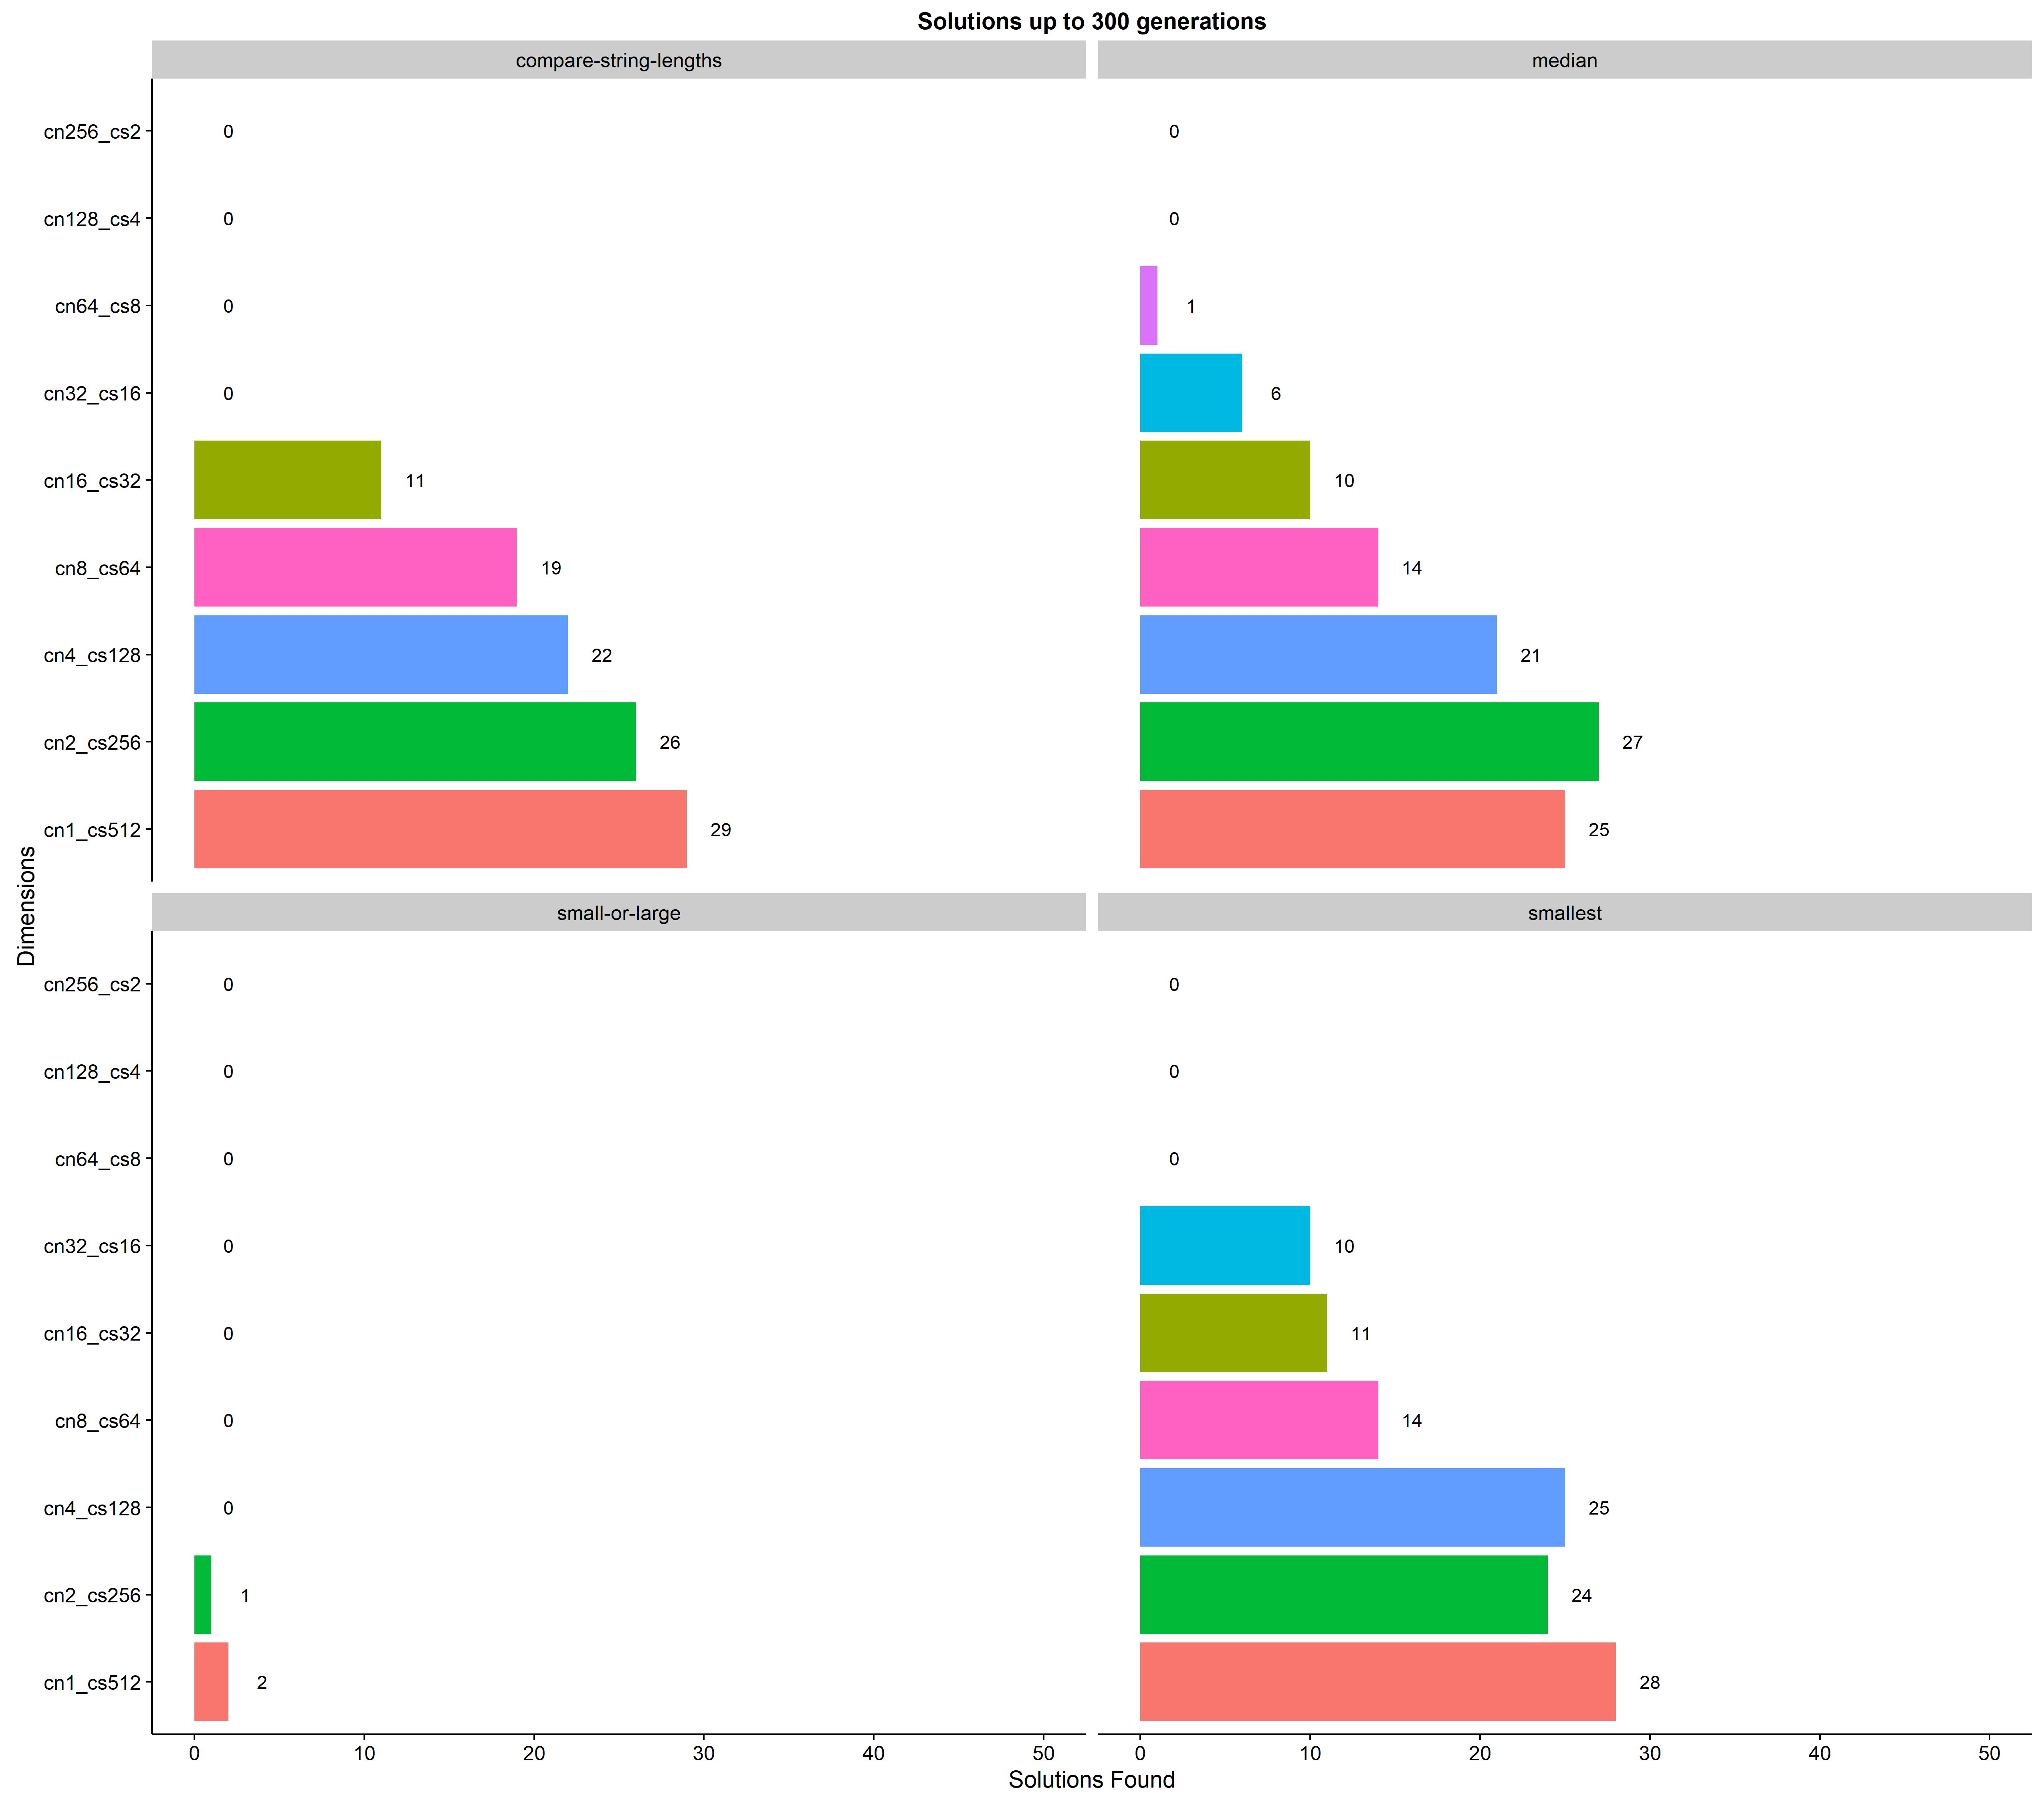 Solutions up to 300 generations
compare-string-lengths
median
cn256_cs2 0 0
cn128_cs4 0 0
cn64_cs8 0 1
cn32_cs16 0 6
cn16_cs32 11 10
cn8_cs64 19 14
cn4_cs128 22 21
cn2_cs256 26 27
cn1_cs512 29 25
Dimensions
small-or-large
smallest
cn256_cs2 0 0
cn128_cs4 0 0
cn64_cs8 0 0
cn32_cs16 0 10
cn16_cs32 0 11
cn8_cs64 0 14
cn4_cs128 0 25
cn2_cs256 1 24
cn1_cs512 2 28
0 10 20 30 40 50 0 10 20 30 40 50
Solutions Found